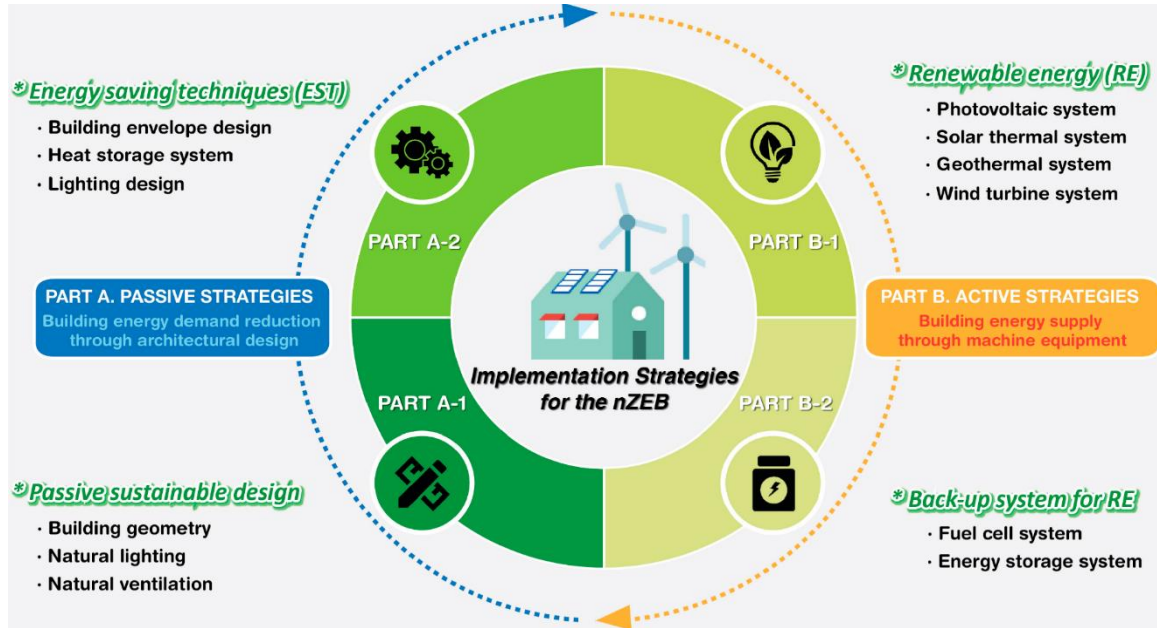 * Energy saving techniques (EST)
· Building envelope design
· Heat storage system
· Lighting design
* Renewable energy (RE)
· Photovoltaic system
· Solar thermal system
· Geothermal system
· Wind turbine system
PART A-2
PART B-1
PART A. PASSIVE STRATEGIES
Building energy demand reduction
through architectural design
PART B. ACTIVE STRATEGIES
Building energy supply
through machine equipment
Implementation Strategies
for the nZEB
PART A-1
PART B-2
* Passive sustainable design
· Building geometry
· Natural lighting
· Natural ventilation
* Back-up system for RE
· Fuel cell system
· Energy storage system